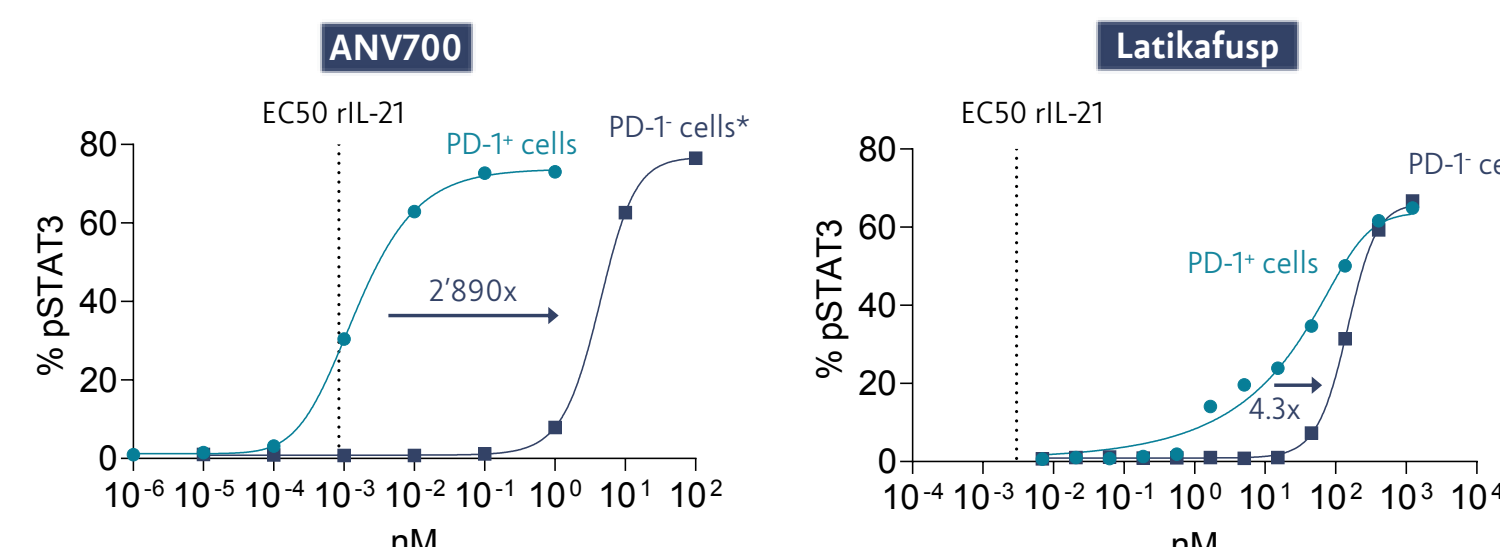 ANV700
Latikafusp
EC50 rIL-21
PD-1⁺ cells
PD-1⁻ cells*
% pSTAT3
80
60
40
20
0
2’890x
10⁻⁶ 10⁻⁵ 10⁻⁴ 10⁻³ 10⁻² 10⁻¹ 10⁰ 10¹ 10²
nM
EC50 rIL-21
PD-1⁻ ce
PD-1⁺ cells
% pSTAT3
80
60
40
20
0
4.3x
10⁻⁴ 10⁻³ 10⁻² 10⁻¹ 10⁰ 10¹ 10² 10³ 10⁴
nM